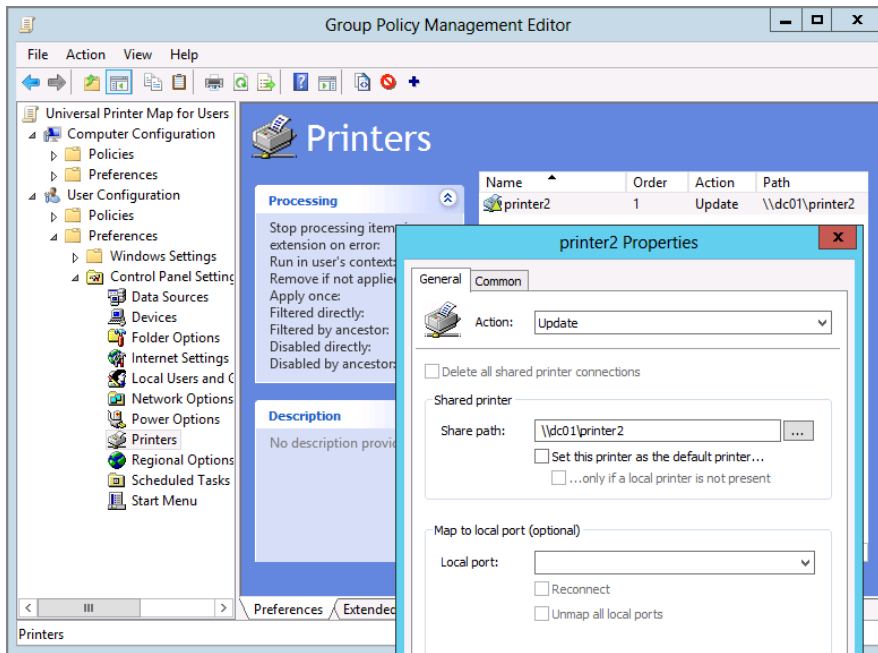 Group Policy Management Editor
File Action View Help
Universal Printer Map for Users
Computer Configuration
Policies
Preferences
User Configuration
Policies
Preferences
Windows Settings
Control Panel Setting
Data Sources
Devices
Folder Options
Internet Settings
Local Users and G
Network Options
Power Options
Printers
Regional Options
Scheduled Tasks
Start Menu
Printers
Processing
Stop processing items
extension on error:
Run in user's context:
Remove if not applied
Apply once:
Filtered directly:
Filtered by ancestor:
Disabled directly:
Disabled by ancestor:
Description
No description provid
Name Order Action Path
printer2 1 Update \\dc01\printer2
printer2 Properties
General Common
Action: Update
Delete all shared printer connections
Shared printer
Share path: \\dc01\printer2 ...
Set this printer as the default printer...
...only if a local printer is not present
Map to local port (optional)
Local port:
Reconnect
Unmap all local ports
Preferences Extended
Printers